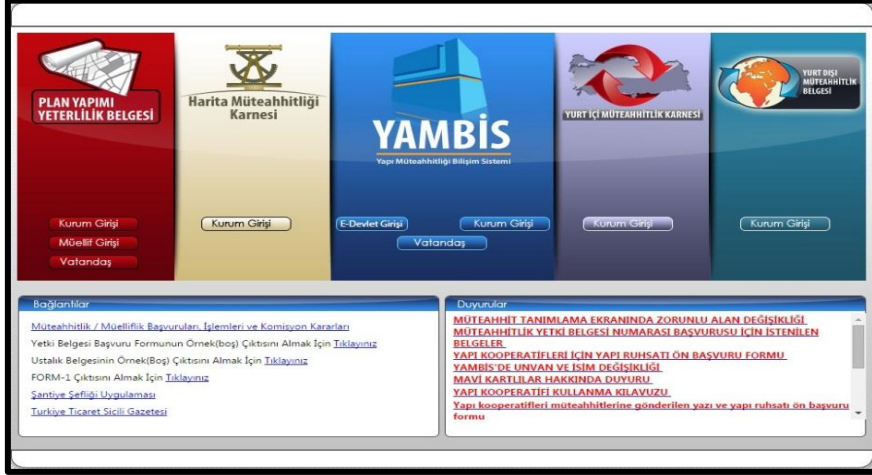 PLAN YAPIMI
YETERLİLİK BELGESİ
Kurum Girişi
Müellif Girişi
Vatandaş
Harita Müteahhitliği
Karnesi
Kurum Girişi
YAMBİS
Yapı Müteahhitliği Bilişim Sistemi
E-Devlet Girişi
Kurum Girişi
Vatandaş
YURT İÇİ MÜTEAHHİTLİK KARNESİ
Kurum Girişi
YURT DIŞI
MÜTEAHHİTLİK
BELGESİ
Kurum Girişi
Bağlantılar
Müteahhitlik / Müelliflik Başvuruları, İşlemleri ve Komisyon Kararları
Yetki Belgesi Başvuru Formunun Örnek(boş) Çıktısını Almak İçin Tıklayınız
Ustalık Belgesinin Örnek(Boş) Çıktısını Almak İçin Tıklayınız
FORM-1 Çıktısını Almak İçin Tıklayınız
Şantiye Şefliği Uygulaması
Turkiye Ticaret Sicili Gazetesi
Duyurular
MÜTEAHHİT TANIMLAMA EKRANINDA ZORUNLU ALAN DEĞİŞİKLİĞİ
MÜTEAHHİTLİK YETKİ BELGESİ NUMARASI BAŞVURUSU İÇİN İSTENİLEN
BELGELER
YAPI KOOPERATİFLERİ İÇİN YAPI RUHSATI ÖN BAŞVURU FORMU
YAMBİS'DE UNVAN VE İSİM DEĞİŞİKLİĞİ
MAVİ KARTLILAR HAKKINDA DUYURU
YAPI KOOPERATİFİ KULLANMA KILAVUZU
Yapı kooperatifleri müteahhitlerine gönderilen yazı ve yapı ruhsatı ön başvuru
formu